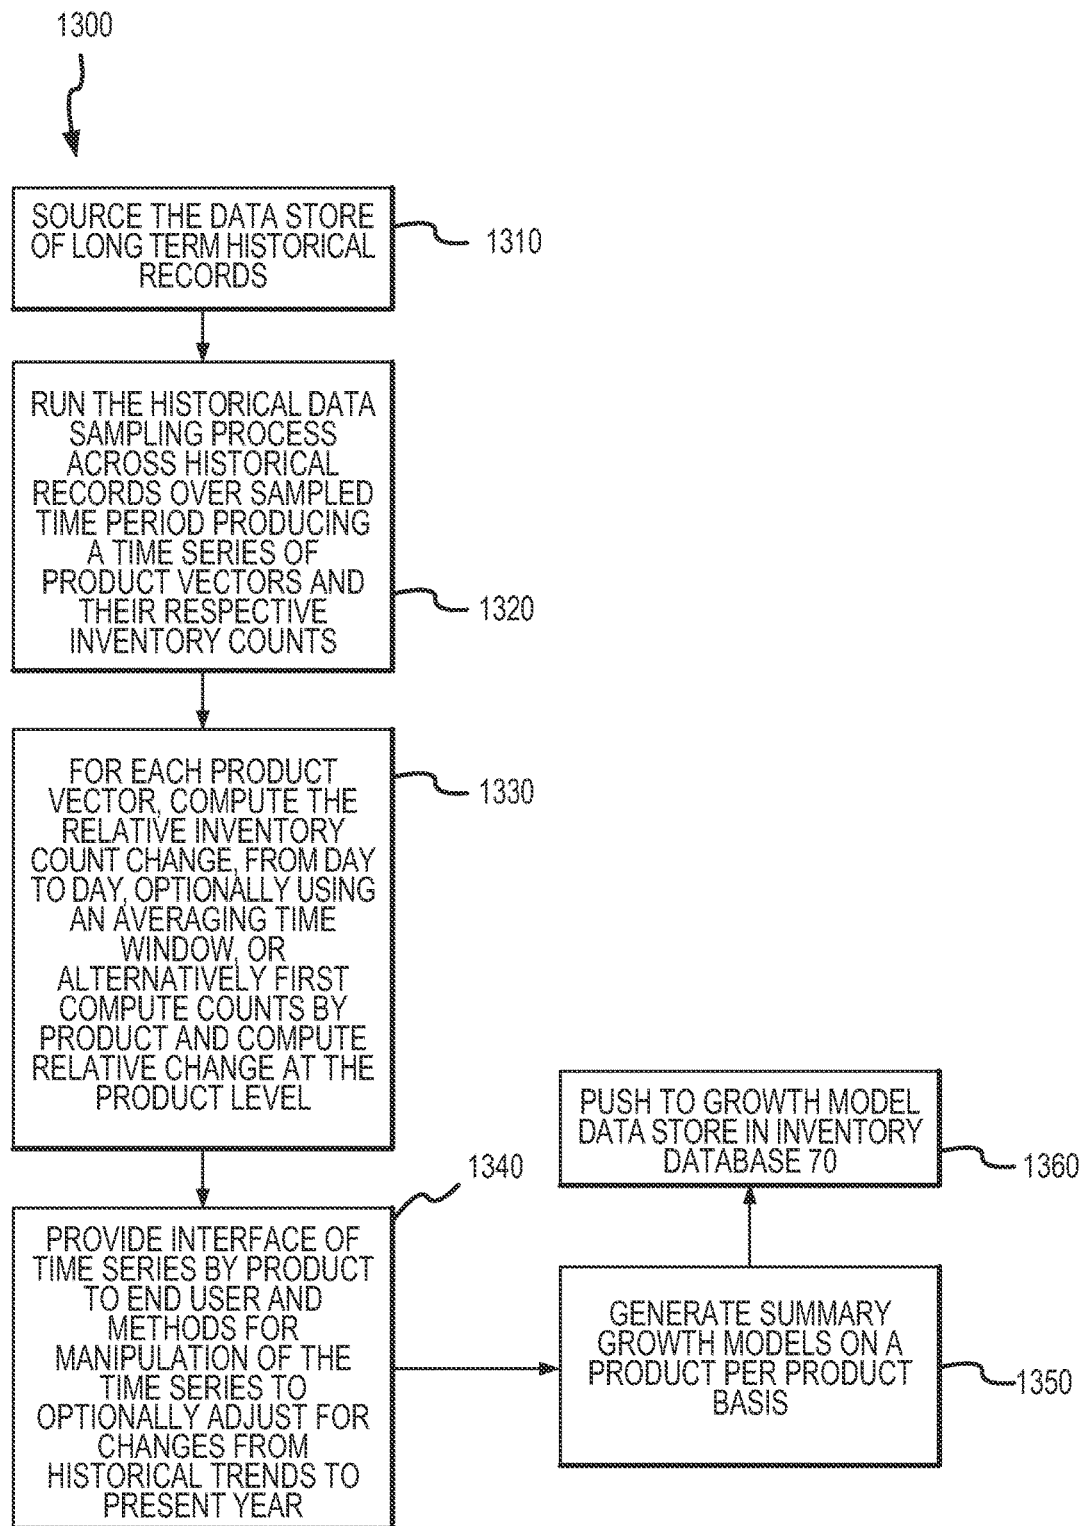 1300
SOURCE THE DATA STORE
OF LONG TERM HISTORICAL
RECORDS
1310
RUN THE HISTORICAL DATA
SAMPLING PROCESS
ACROSS HISTORICAL
RECORDS OVER SAMPLED
TIME PERIOD PRODUCING
A TIME SERIES OF
PRODUCT VECTORS AND
THEIR RESPECTIVE
INVENTORY COUNTS
1320
FOR EACH PRODUCT
VECTOR, COMPUTE THE
RELATIVE INVENTORY
COUNT CHANGE, FROM DAY
TO DAY, OPTIONALLY USING
AN AVERAGING TIME
WINDOW, OR
ALTERNATIVELY FIRST
COMPUTE COUNTS BY
PRODUCT AND COMPUTE
RELATIVE CHANGE AT THE
PRODUCT LEVEL
1330
PROVIDE INTERFACE OF
TIME SERIES BY PRODUCT
TO END USER AND
METHODS FOR
MANIPULATION OF THE
TIME SERIES TO
OPTIONALLY ADJUST FOR
CHANGES FROM
HISTORICAL TRENDS TO
PRESENT YEAR
1340
GENERATE SUMMARY
GROWTH MODELS ON A
PRODUCT PER PRODUCT
BASIS
1350
PUSH TO GROWTH MODEL
DATA STORE IN INVENTORY
DATABASE 70
1360